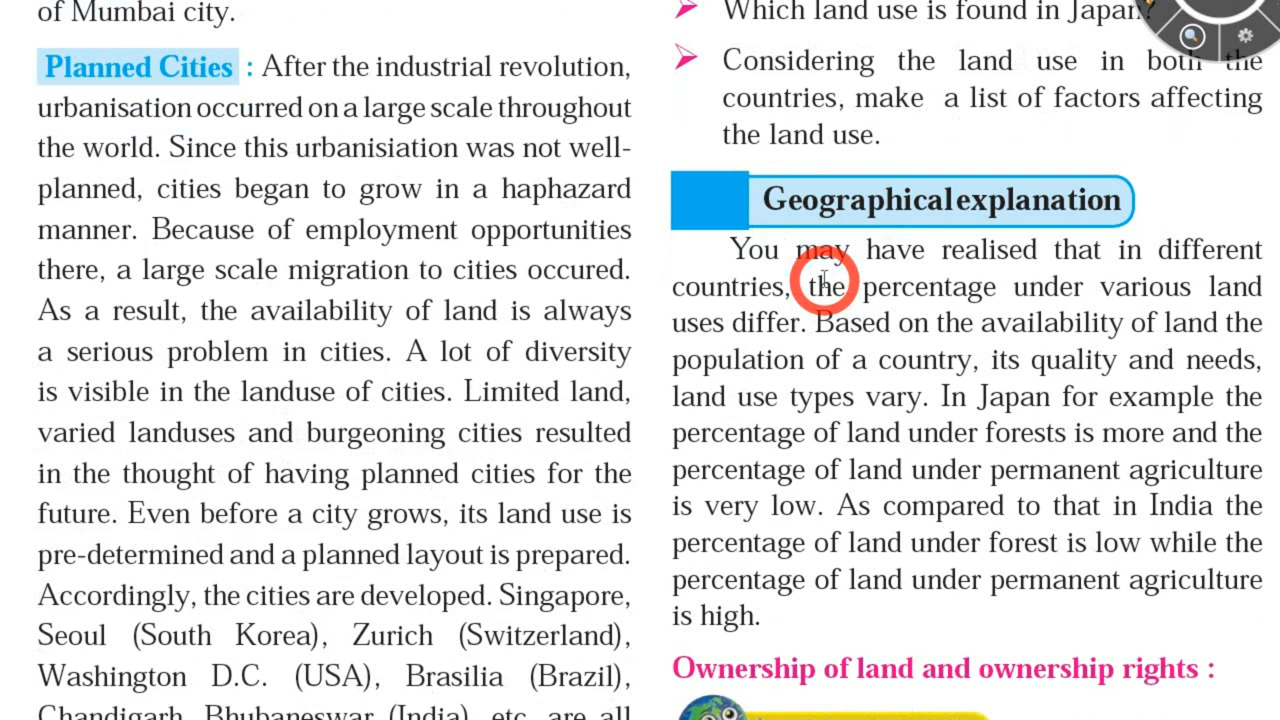 of Mumbai city.
Planned Cities : After the industrial revolution,
urbanisation occurred on a large scale throughout
the world. Since this urbanisiation was not well-
planned, cities began to grow in a haphazard
manner. Because of employment opportunities
there, a large scale migration to cities occured.
As a result, the availability of land is always
a serious problem in cities. A lot of diversity
is visible in the landuse of cities. Limited land,
varied landuses and burgeoning cities resulted
in the thought of having planned cities for the
future. Even before a city grows, its land use is
pre-determined and a planned layout is prepared.
Accordingly, the cities are developed. Singapore,
Seoul (South Korea), Zurich (Switzerland),
Washington D.C. (USA), Brasilia (Brazil),
Chandigarh, Bhubaneswar (India), etc. are all
Which land use is found in Japan?
Considering the land use in both the
countries, make a list of factors affecting
the land use.
Geographical explanation
You may have realised that in different
countries, the percentage under various land
uses differ. Based on the availability of land the
population of a country, its quality and needs,
land use types vary. In Japan for example the
percentage of land under forests is more and the
percentage of land under permanent agriculture
is very low. As compared to that in India the
percentage of land under forest is low while the
percentage of land under permanent agriculture
is high.
Ownership of land and ownership rights :